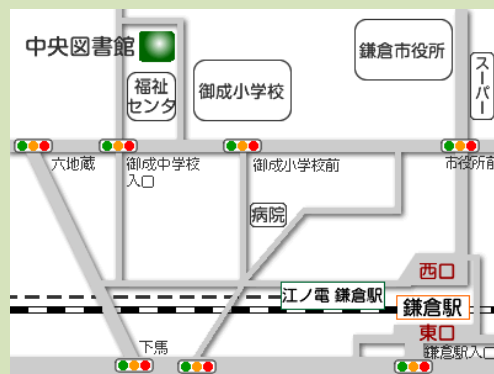 中央図書館
福祉
センタ
御成小学校
鎌倉市役所
スーパー
六地蔵
御成中学校
入口
御成小学校前
市役所前
病院
西口
江ノ電 鎌倉駅
鎌倉駅
東口
下馬
鎌倉駅入口